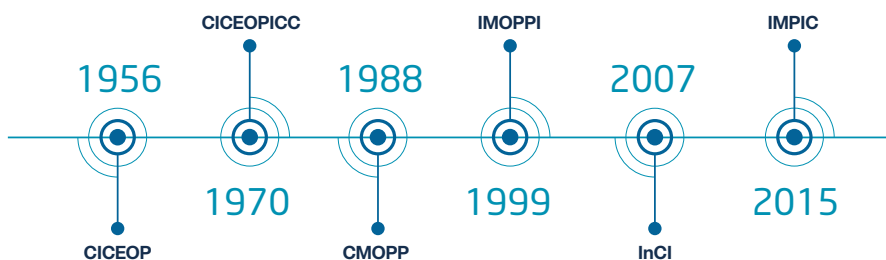 CICEOPICC
IMOPPI
IMPIC
1956
1988
2007
1970
1999
2015
CICEOP
CMOPP
InCI